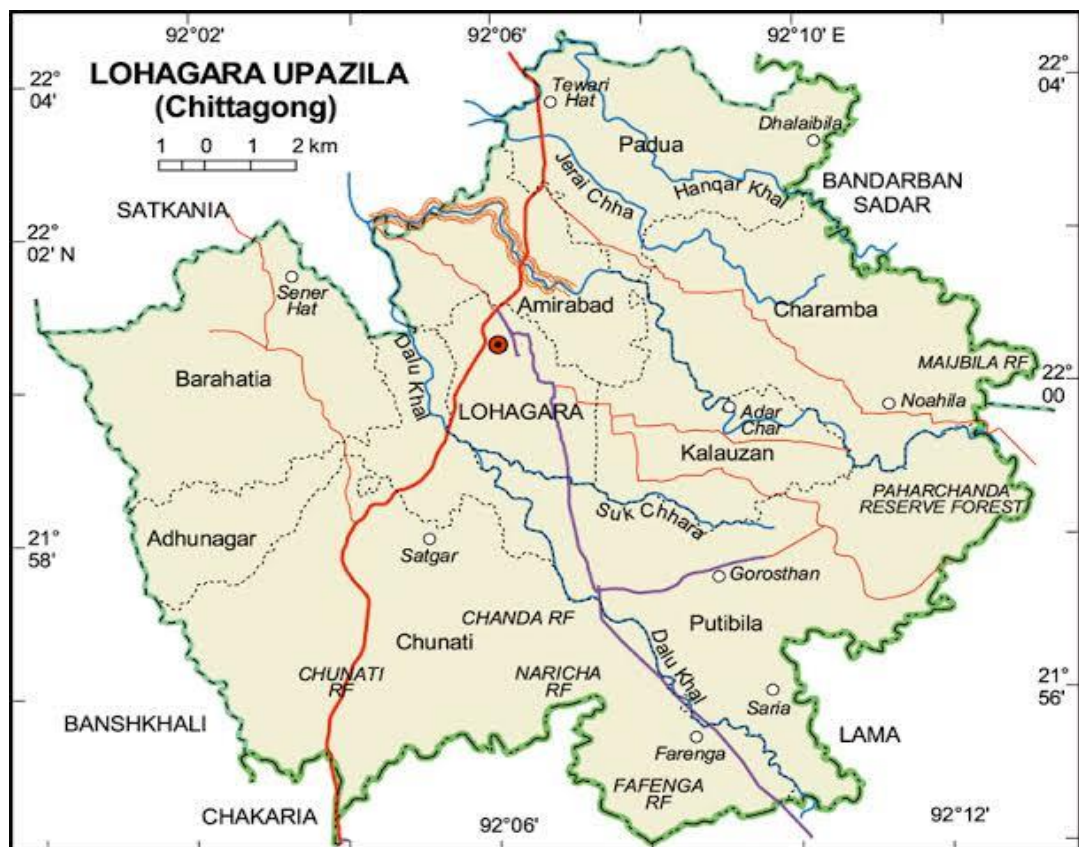 92°02'
92°06'
92°10' E
LOHAGARA UPAZILA
(Chittagong)
1 0 1 2 km
22°
04'
22°
04'
Tewari
Hat
Padua
Dhalaibila
Jerai Chha
Hanqar Khal
BANDARBAN
SADAR
SATKANIA
22°
02' N
Sener
Hat
Amirabad
Charamba
Dalu Khal
MAIJBILA RF
Barahatia
22°
00
LOHAGARA
Adar
Char
Noahila
Kalauzan
PAHARCHANDA
RESERVE FOREST
Suk Chhara
Adhunagar
21°
58'
Satgar
Gorosthan
CHANDA RF
Putibila
Chunati
Dalu Khal
CHUNATI
RF
NARICHA
RF
21°
56'
Saria
BANSHKHALI
LAMA
Farenga
FAFENGA
RF
CHAKARIA
92°06'
92°12'